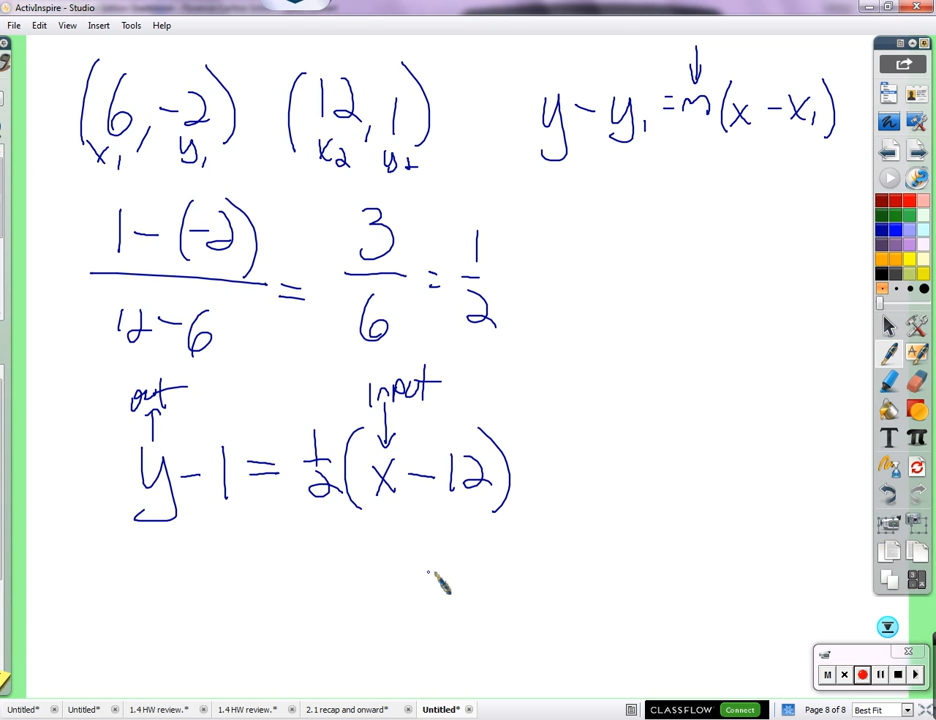 ActivInspire - Studio
File Edit View Insert Tools
(6, -2) (12, 1) y - y₁ = m(x - x₁)
x₁ y₁ x₂ y₂
1 - (-2) / 12 - 6 = 3 / 6 = 1 / 2
out input
y - 1 = 1/2 (x - 12)
M
Untitled* Untitled* 1.4 HW review.* 1.4 HW review.* 2.1 recap and onward* Untitled* CLASSFLOW Connect Page 8 of 8 Best Fit